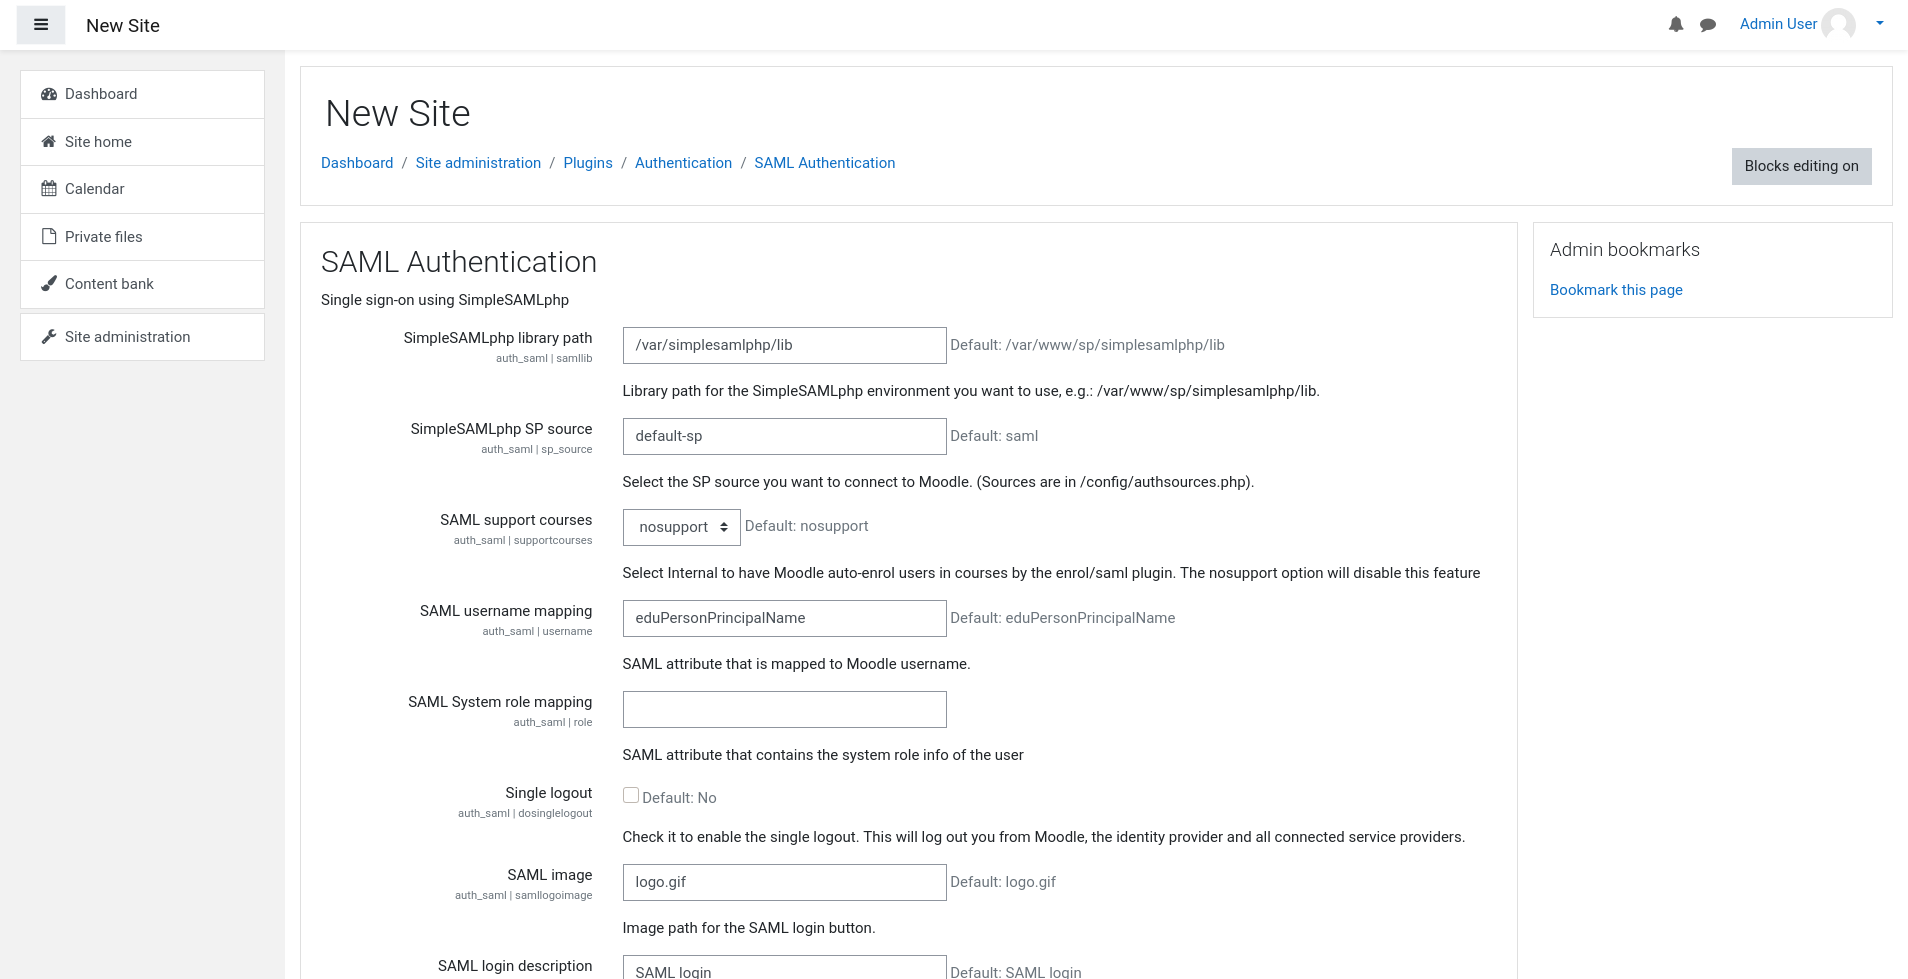 New Site
Admin User
Dashboard
Site home
Calendar
Private files
Content bank
Site administration
New Site
Dashboard / Site administration / Plugins / Authentication / SAML Authentication
Blocks editing on
SAML Authentication
Single sign-on using SimpleSAMLphp
SimpleSAMLphp library path
auth_saml | samllib
/var/simplesamlphp/lib Default: /var/www/sp/simplesamlphp/lib
Library path for the SimpleSAMLphp environment you want to use, e.g.: /var/www/sp/simplesamlphp/lib.
SimpleSAMLphp SP source
auth_saml | sp_source
default-sp Default: saml
Select the SP source you want to connect to Moodle. (Sources are in /config/authsources.php).
SAML support courses
auth_saml | supportcourses
nosupport Default: nosupport
Select Internal to have Moodle auto-enrol users in courses by the enrol/saml plugin. The nosupport option will disable this feature
SAML username mapping
auth_saml | username
eduPersonPrincipalName Default: eduPersonPrincipalName
SAML attribute that is mapped to Moodle username.
SAML System role mapping
auth_saml | role
SAML attribute that contains the system role info of the user
Single logout
auth_saml | dosinglelogout
Default: No
Check it to enable the single logout. This will log out you from Moodle, the identity provider and all connected service providers.
SAML image
auth_saml | samllogoimage
logo.gif Default: logo.gif
Image path for the SAML login button.
SAML login description
SAML login Default: SAML login
Admin bookmarks
Bookmark this page